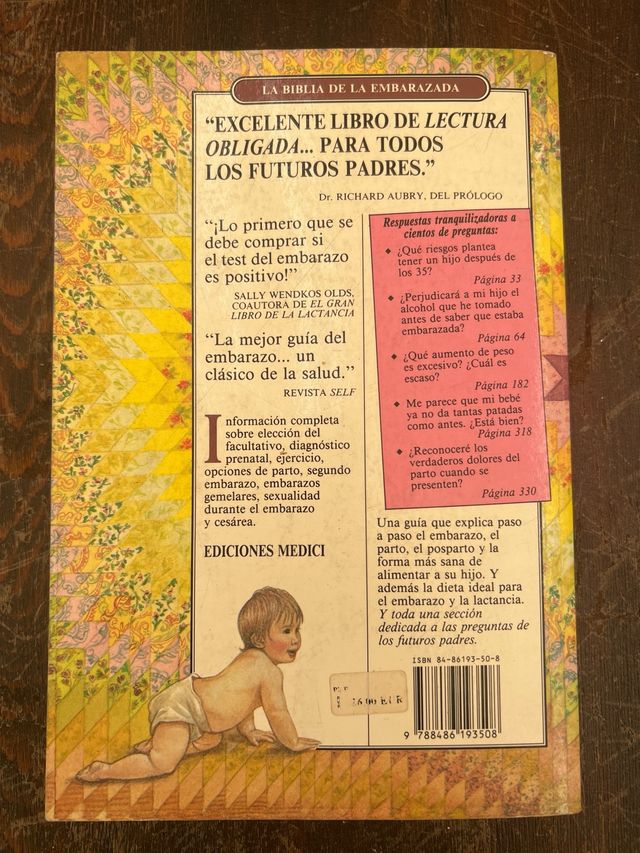 LA BIBLIA DE LA EMBARAZADA
“EXCELENTE LIBRO DE LECTURA
OBLIGADA... PARA TODOS
LOS FUTUROS PADRES.”
Dr. RICHARD AUBRY, DEL PRÓLOGO
“¡Lo primero que se
debe comprar si
el test del embarazo
es positivo!”
SALLY WENDKOS OLDS,
COAUTORA DE EL GRAN
LIBRO DE LA LACTANCIA
“La mejor guía del
embarazo... un
clásico de la salud.”
REVISTA SELF
Información completa
sobre elección del
facultativo, diagnóstico
prenatal, ejercicio,
opciones de parto, segundo
embarazo, embarazos
gemelares, sexualidad
durante el embarazo
y cesárea.
EDICIONES MEDICI
Respuestas tranquilizadoras a
cientos de preguntas:
◆ ¿Qué riesgos plantea
tener un hijo después de
los 35?
Página 33
◆ ¿Perjudicará a mi hijo el
alcohol que he tomado
antes de saber que estaba
embarazada?
Página 64
◆ ¿Qué aumento de peso
es excesivo? ¿Cuál es
escaso?
Página 182
◆ Me parece que mi bebé
ya no da tantas patadas
como antes. ¿Está bien?
Página 318
◆ ¿Reconoceré los
verdaderos dolores del
parto cuando se
presenten?
Página 330
Una guía que explica paso
a paso el embarazo, el
parto, el posparto y la
forma más sana de
alimentar a su hijo. Y
además la dieta ideal para
el embarazo y la lactancia.
Y toda una sección
dedicada a las preguntas de
los futuros padres.
ISBN 84-86193-50-8
9 788486 193508
EUR